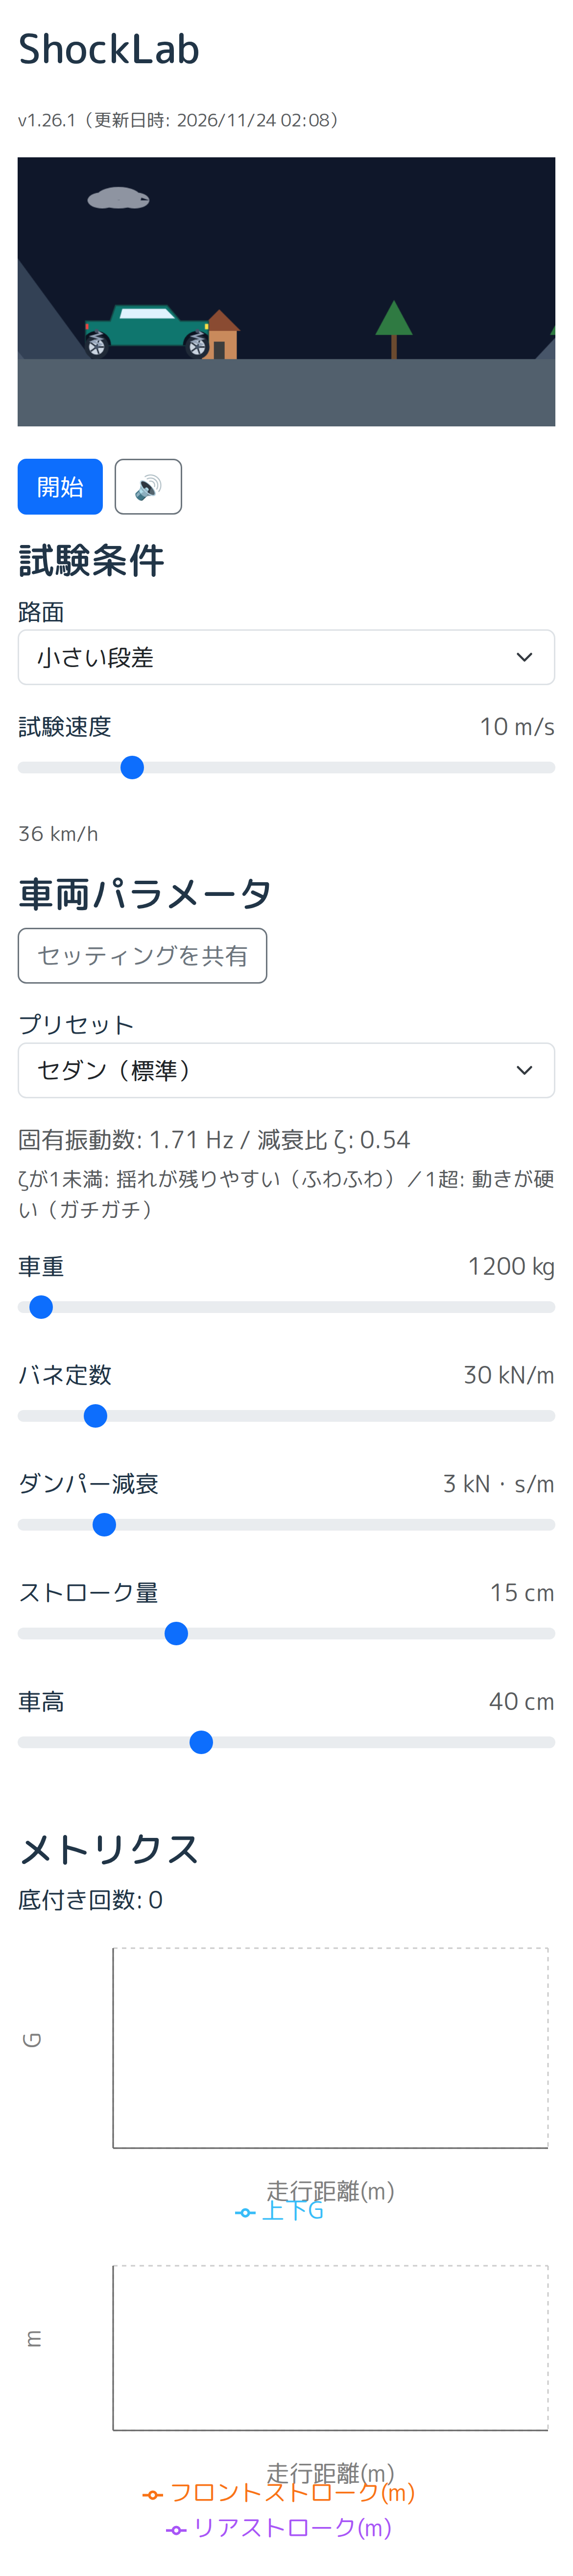 ShockLab
v1.26.1（更新日時: 2026/11/24 02:08）
開始
試験条件
路面
小さい段差
試験速度 10 m/s
36 km/h
車両パラメータ
セッティングを共有
プリセット
セダン（標準）
固有振動数: 1.71 Hz / 減衰比 ζ: 0.54
ζが1未満: 揺れが残りやすい（ふわふわ）／1超: 動きが硬
い（ガチガチ）
車重 1200 kg
バネ定数 30 kN/m
ダンパー減衰 3 kN・s/m
ストローク量 15 cm
車高 40 cm
メトリクス
底付き回数: 0
G
走行距離(m)
上下G
m
走行距離(m)
フロントストローク(m)
リアストローク(m)